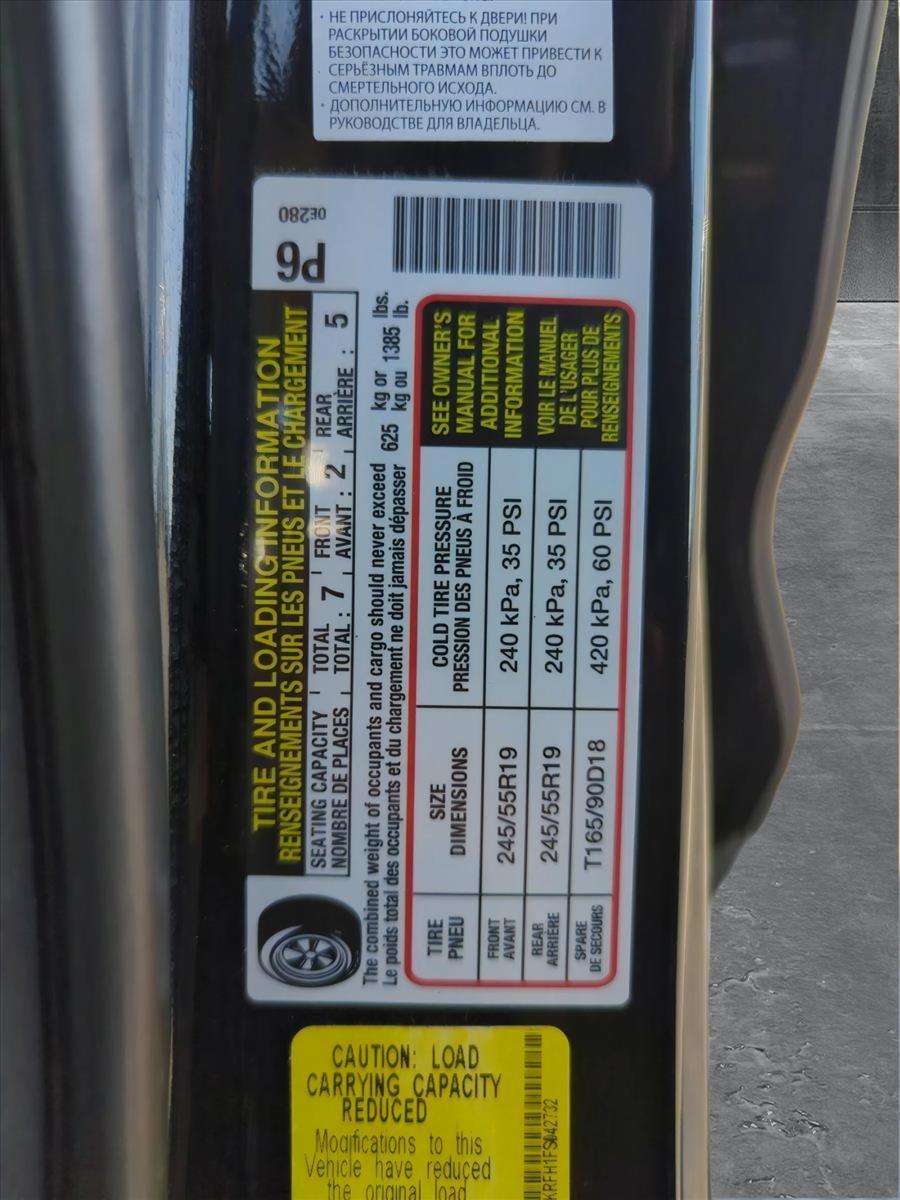 • НЕ ПРИСЛОНЯЙТЕСЬ К ДВЕРИ! ПРИ
РАСКРЫТИИ БОКОВОЙ ПОДУШКИ
БЕЗОПАСНОСТИ ЭТО МОЖЕТ ПРИВЕСТИ К
СЕРЬЁЗНЫМ ТРАВМАМ ВПЛОТЬ ДО
СМЕРТЕЛЬНОГО ИСХОДА.
• ДОПОЛНИТЕЛЬНУЮ ИНФОРМАЦИЮ СМ. В
РУКОВОДСТВЕ ДЛЯ ВЛАДЕЛЬЦА.
0E280
P6
TIRE AND LOADING INFORMATION
RENSEIGNEMENTS SUR LES PNEUS ET LE CHARGEMENT
SEATING CAPACITY TOTAL FRONT REAR
NOMBRE DE PLACES TOTAL : 7 AVANT : 2 ARRIÈRE : 5
The combined weight of occupants and cargo should never exceed 625 kg or 1385 lbs.
Le poids total des occupants et du chargement ne doit jamais dépasser kg ou lb.
TIRE SIZE COLD TIRE PRESSURE
PNEU DIMENSIONS PRESSION DES PNEUS À FROID
FRONT
AVANT 245/55R19 240 kPa, 35 PSI
REAR
ARRIÈRE 245/55R19 240 kPa, 35 PSI
SPARE
DE SECOURS T165/90D18 420 kPa, 60 PSI
SEE OWNER'S
MANUAL FOR
ADDITIONAL
INFORMATION
VOIR LE MANUEL
DE L'USAGER
POUR PLUS DE
RENSEIGNEMENTS
CAUTION: LOAD
CARRYING CAPACITY
REDUCED
Modifications to this
Vehicle have reduced
the original load
KRFH1FS042732